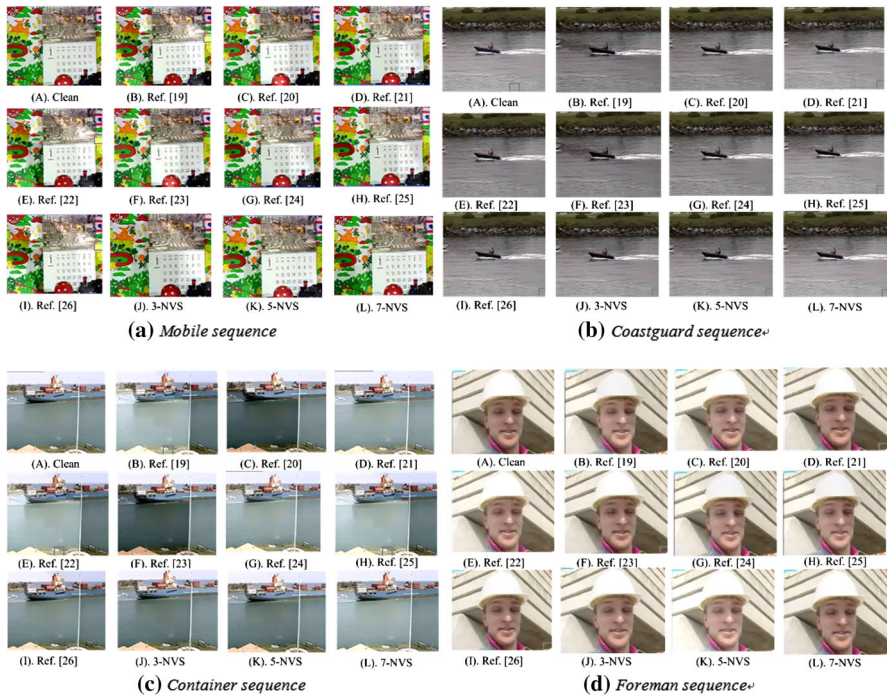 (A). Clean (B). Ref. [19] (C). Ref. [20] (D). Ref. [21]
(E). Ref. [22] (F). Ref. [23] (G). Ref. [24] (H). Ref. [25]
(I). Ref. [26] (J). 3-NVS (K). 5-NVS (L). 7-NVS
(a) Mobile sequence
(A). Clean (B). Ref. [19] (C). Ref. [20] (D). Ref. [21]
(E). Ref. [22] (F). Ref. [23] (G). Ref. [24] (H). Ref. [25]
(I). Ref. [26] (J). 3-NVS (K). 5-NVS (L). 7-NVS
(b) Coastguard sequence↵
(A). Clean (B). Ref. [19] (C). Ref. [20] (D). Ref. [21]
(E). Ref. [22] (F). Ref. [23] (G). Ref. [24] (H). Ref. [25]
(I). Ref. [26] (J). 3-NVS (K). 5-NVS (L). 7-NVS
(c) Container sequence
(A). Clean (B). Ref. [19] (C). Ref. [20] (D). Ref. [21]
(E). Ref. [22] (F). Ref. [23] (G). Ref. [24] (H). Ref. [25]
(I). Ref. [26] (J). 3-NVS (K). 5-NVS (L). 7-NVS
(d) Foreman sequence↵